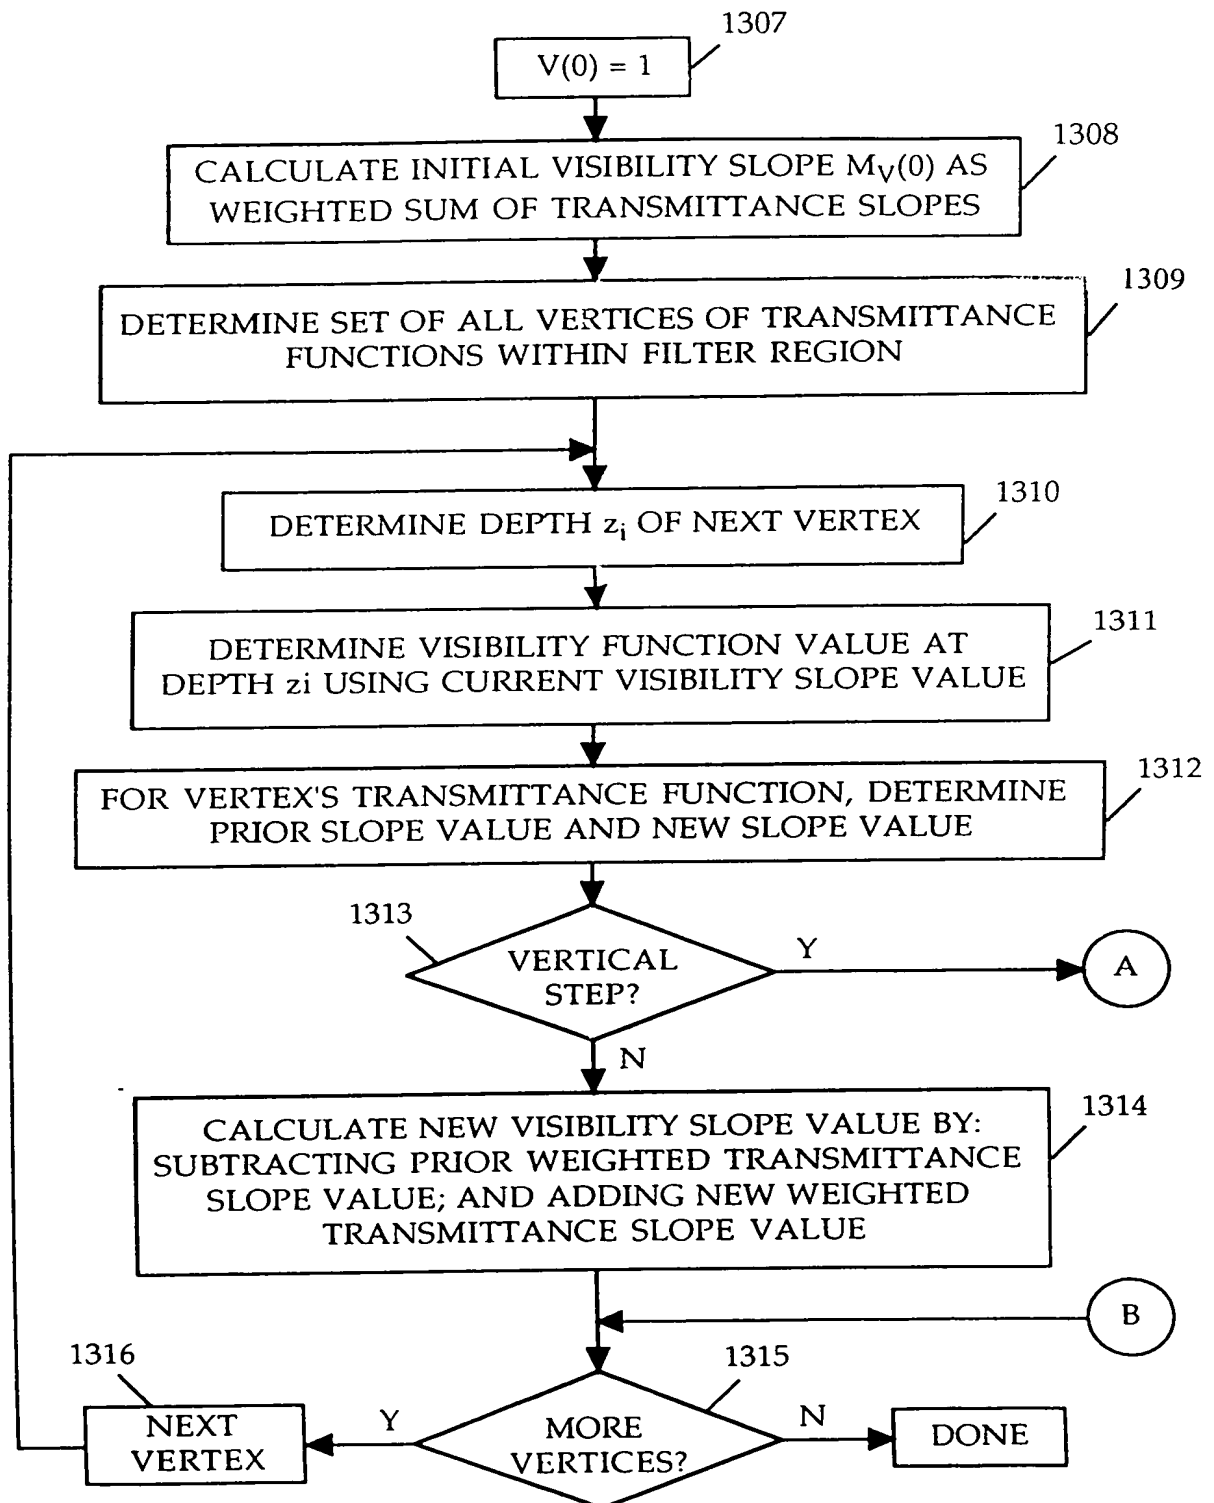 1307
V(0) = 1
1308
CALCULATE INITIAL VISIBILITY SLOPE MV(0) AS
WEIGHTED SUM OF TRANSMITTANCE SLOPES
1309
DETERMINE SET OF ALL VERTICES OF TRANSMITTANCE
FUNCTIONS WITHIN FILTER REGION
1310
DETERMINE DEPTH zi OF NEXT VERTEX
1311
DETERMINE VISIBILITY FUNCTION VALUE AT
DEPTH zi USING CURRENT VISIBILITY SLOPE VALUE
1312
FOR VERTEX'S TRANSMITTANCE FUNCTION, DETERMINE
PRIOR SLOPE VALUE AND NEW SLOPE VALUE
1313
VERTICAL
STEP?
Y
A
N
1314
CALCULATE NEW VISIBILITY SLOPE VALUE BY:
SUBTRACTING PRIOR WEIGHTED TRANSMITTANCE
SLOPE VALUE; AND ADDING NEW WEIGHTED
TRANSMITTANCE SLOPE VALUE
B
1316
NEXT
VERTEX
Y
1315
MORE
VERTICES?
N
DONE